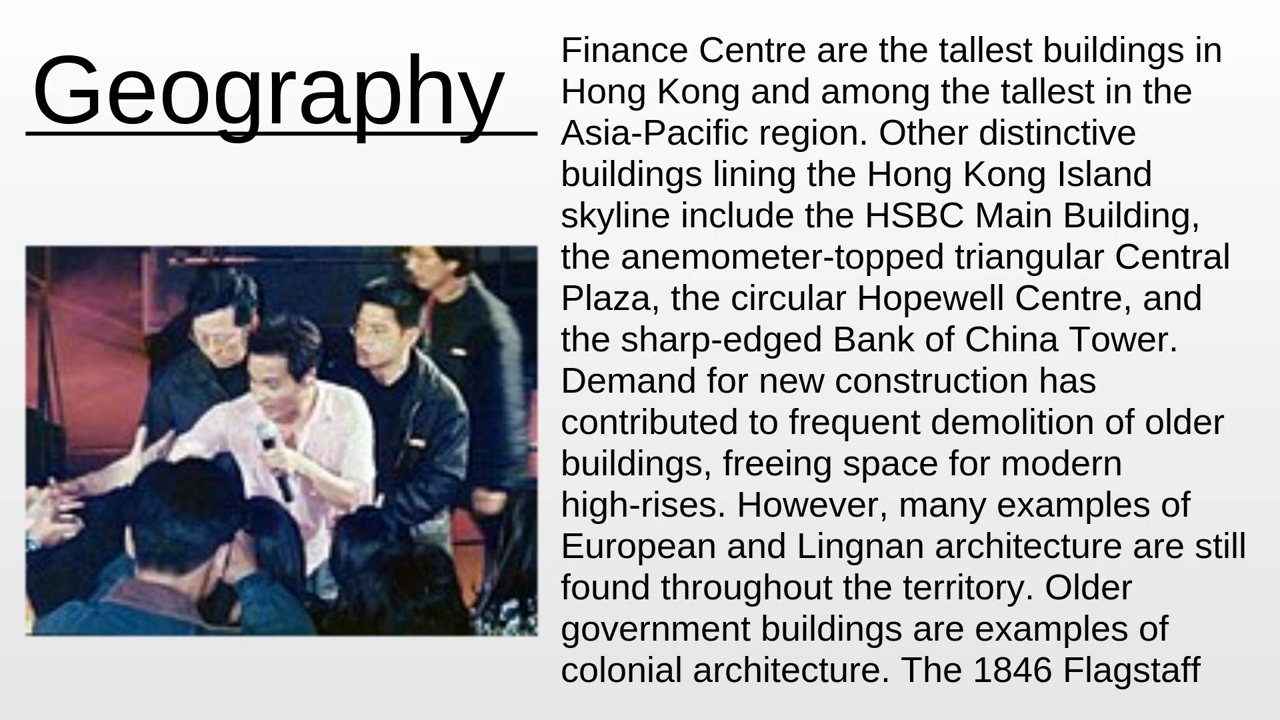 Geography
Finance Centre are the tallest buildings in
Hong Kong and among the tallest in the
Asia-Pacific region. Other distinctive
buildings lining the Hong Kong Island
skyline include the HSBC Main Building,
the anemometer-topped triangular Central
Plaza, the circular Hopewell Centre, and
the sharp-edged Bank of China Tower.
Demand for new construction has
contributed to frequent demolition of older
buildings, freeing space for modern
high-rises. However, many examples of
European and Lingnan architecture are still
found throughout the territory. Older
government buildings are examples of
colonial architecture. The 1846 Flagstaff